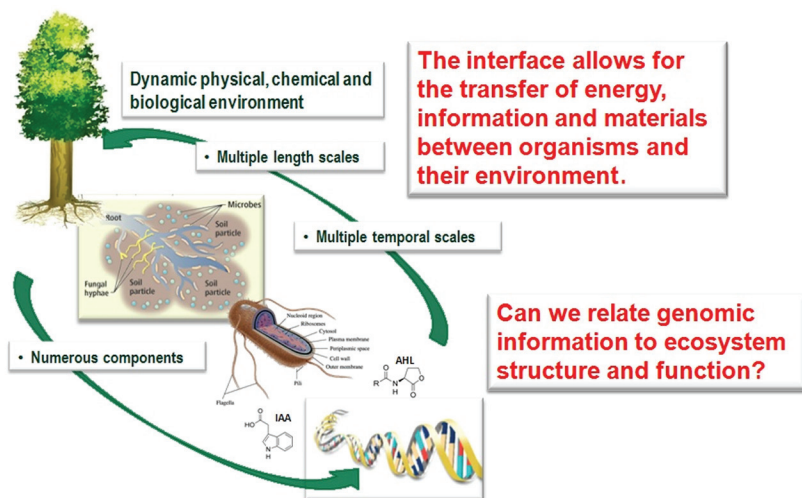 Dynamic physical, chemical and
biological environment
The interface allows for
the transfer of energy,
information and materials
between organisms and
their environment.
• Multiple length scales
Microbes
Root
Soil
particle
Fungal
hyphae
Soil
particle
Soil
particle
• Multiple temporal scales
Nucleoid region
Ribosomes
Cytosol
Plasma membrane
Periplasmic space
Cell wall
Outer membrane
Pili
Flagella
• Numerous components
Can we relate genomic
information to ecosystem
structure and function?
AHL
O
R
N
H
O
O
IAA
O
HO
N
H